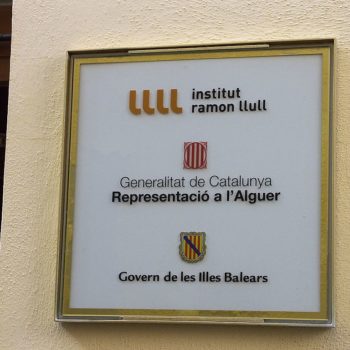 llll institut
ramon llull
Generalitat de Catalunya
Representació a l'Alguer
Govern de les Illes Balears